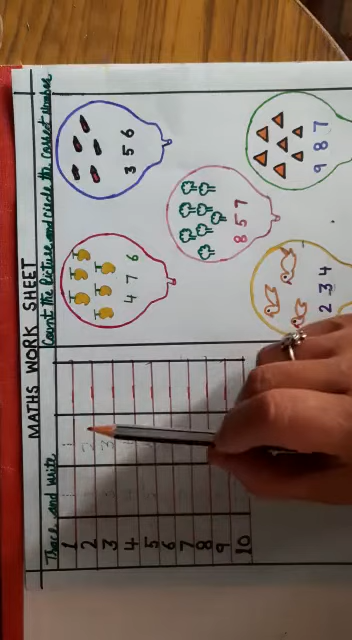 MATHS WORK SHEET
Trace and write
1
2
3
4
5
6
7
8
9
10
Count the Picture and circle the correct number
4 7 6
3 5 6
8 5 7
2 3 4
9 8 7